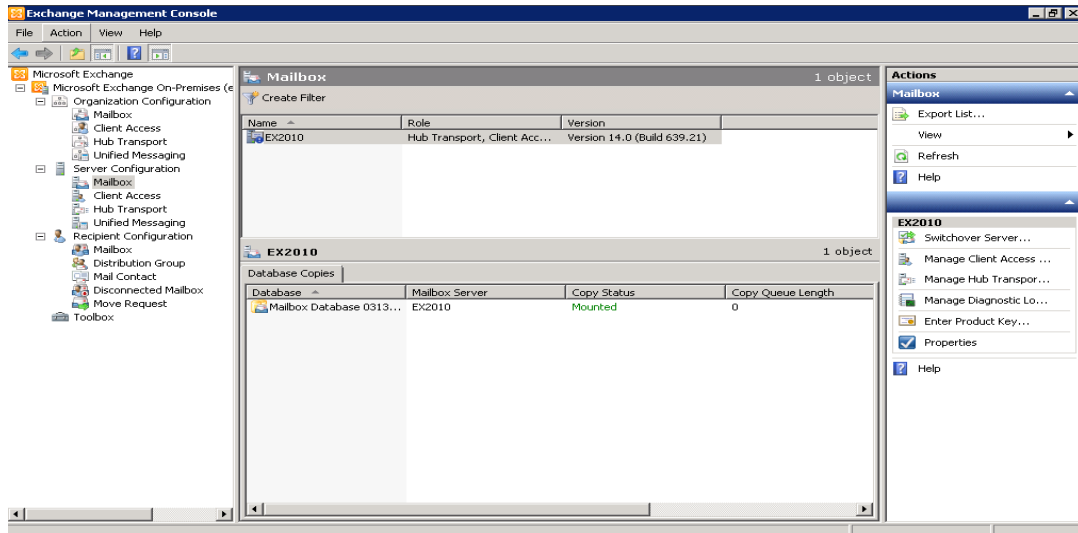 Exchange Management Console
File Action View Help
Microsoft Exchange
Microsoft Exchange On-Premises (e
Organization Configuration
Mailbox
Client Access
Hub Transport
Unified Messaging
Server Configuration
Mailbox
Client Access
Hub Transport
Unified Messaging
Recipient Configuration
Mailbox
Distribution Group
Mail Contact
Disconnected Mailbox
Move Request
Toolbox
Mailbox 1 object
Create Filter
Name Role Version
EX2010 Hub Transport, Client Acc... Version 14.0 (Build 639.21)
EX2010 1 object
Database Copies
Database Mailbox Server Copy Status Copy Queue Length
Mailbox Database 0313... EX2010 Mounted 0
Actions
Mailbox
Export List...
View
Refresh
Help
EX2010
Switchover Server...
Manage Client Access ...
Manage Hub Transpor...
Manage Diagnostic Lo...
Enter Product Key...
Properties
Help